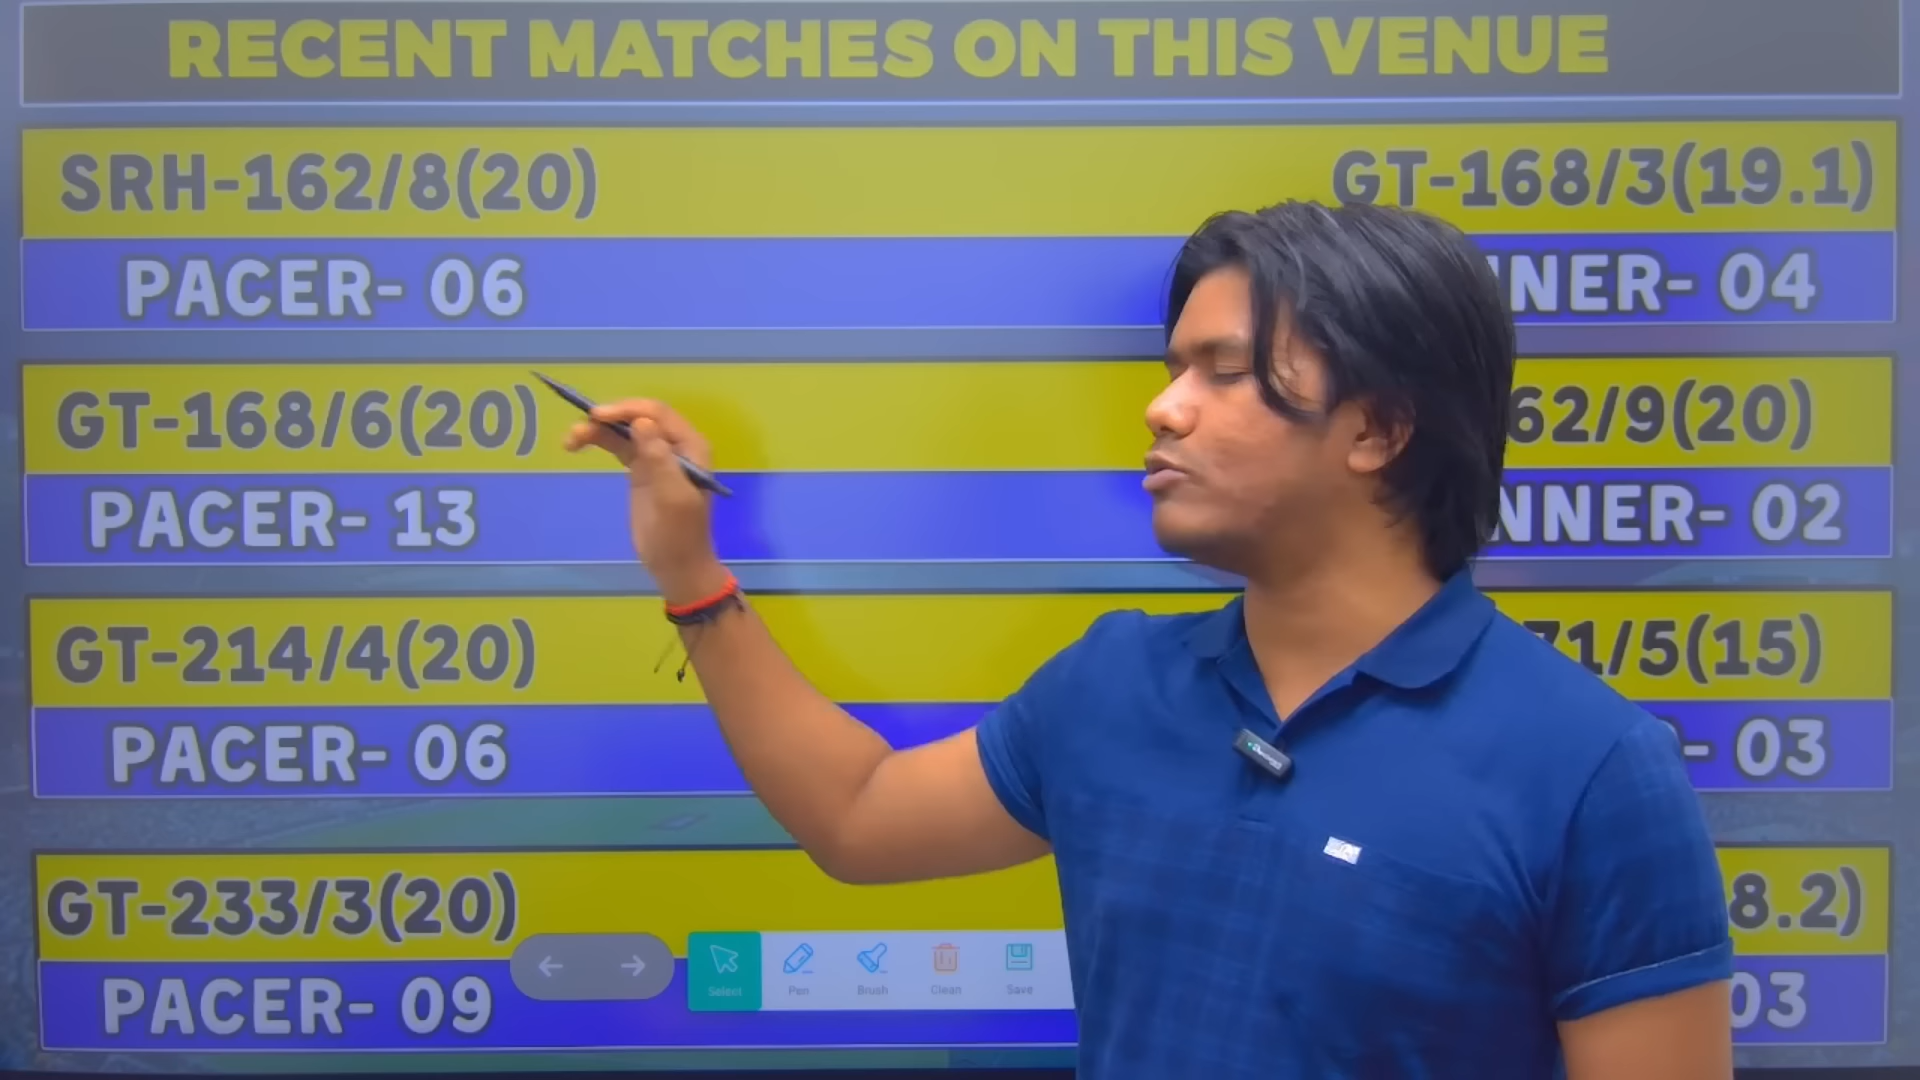 RECENT MATCHES ON THIS VENUE
SRH-162/8(20) GT-168/3(19.1)
PACER- 06 NNER- 04
GT-168/6(20) 62/9(20)
PACER- 13 NNER- 02
GT-214/4(20) 71/5(15)
PACER- 06 - 03
GT-233/3(20) 8.2)
PACER- 09 03
Select Pen Brush Clean Save